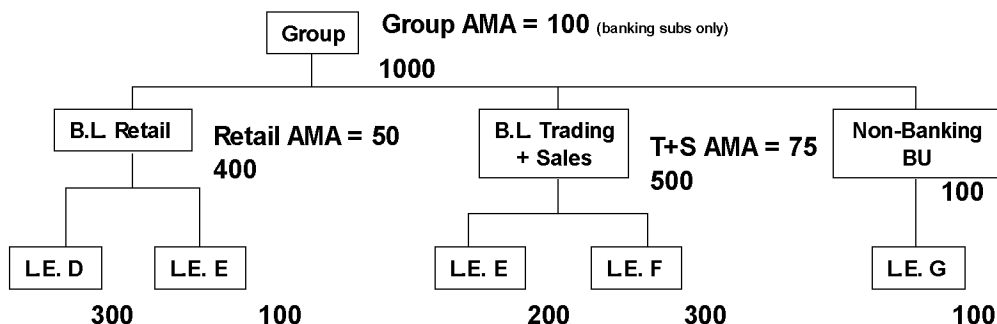 Group
Group AMA = 100 (banking subs only)
1000
B.L. Retail
Retail AMA = 50
400
B.L. Trading
+ Sales
T+S AMA = 75
500
Non-Banking
BU
100
L.E. D
L.E. E
L.E. E
L.E. F
L.E. G
300
100
200
300
100